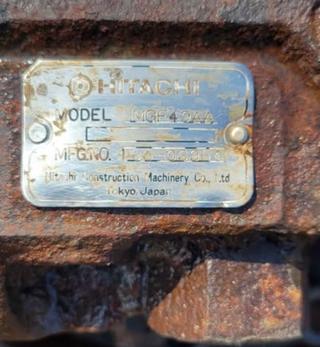 HITACHI
MODEL
MFG.NO.
Hitachi Construction Machinery Co., Ltd
Tokyo, Japan